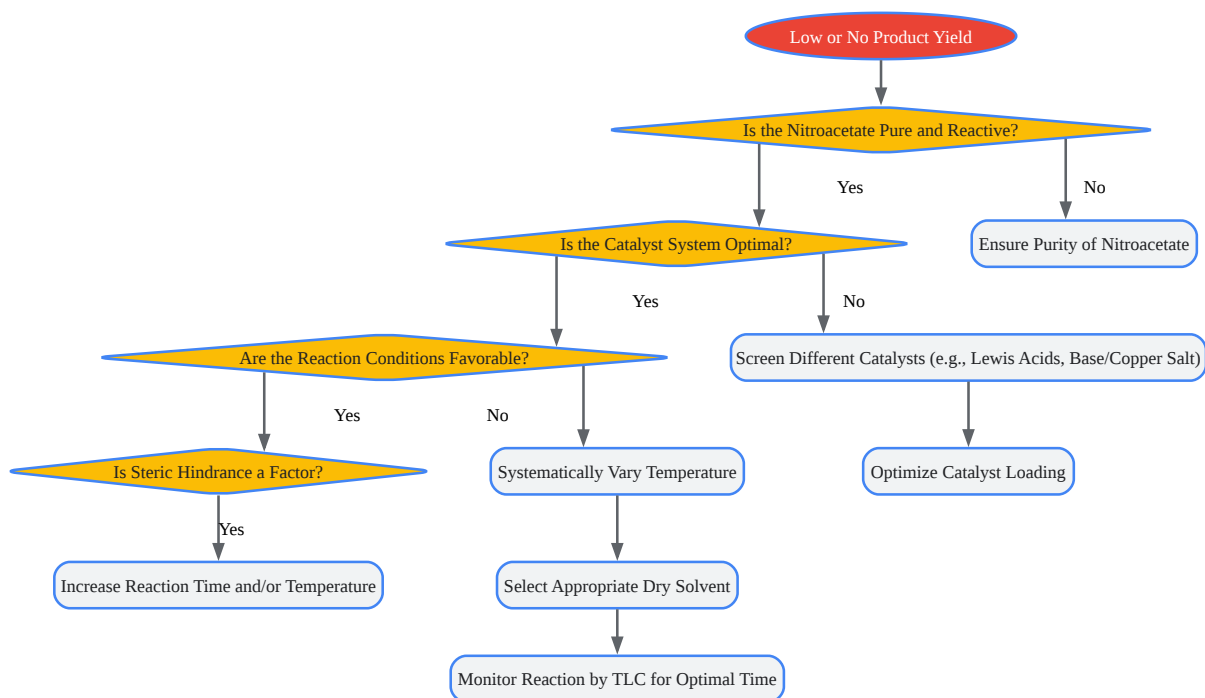 Low or No Product Yield
Is the Nitroacetate Pure and Reactive?
Yes
No
Is the Catalyst System Optimal?
Ensure Purity of Nitroacetate
Yes
No
Are the Reaction Conditions Favorable?
Screen Different Catalysts (e.g., Lewis Acids, Base/Copper Salt)
Yes
No
Is Steric Hindrance a Factor?
Systematically Vary Temperature
Optimize Catalyst Loading
Yes
Increase Reaction Time and/or Temperature
Select Appropriate Dry Solvent
Monitor Reaction by TLC for Optimal Time